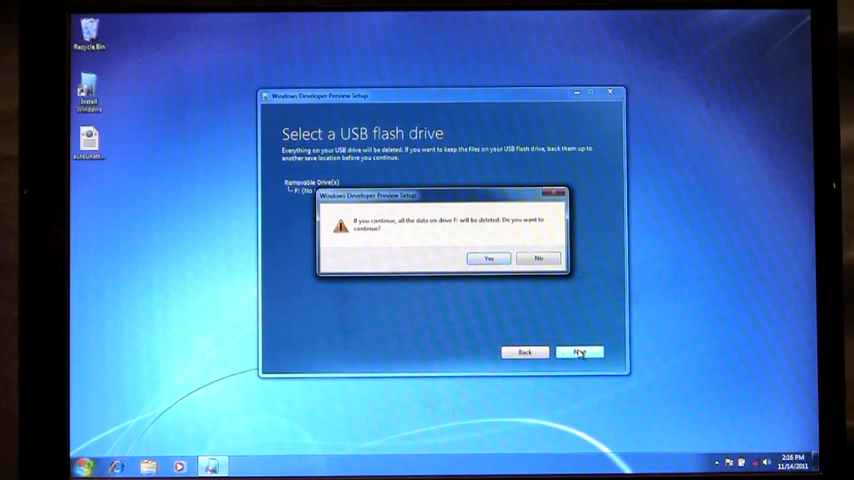 Recycle Bin
Install
Windows
Windows Developer Preview Setup
Select a USB flash drive
Everything on your USB drive will be deleted. If you want to keep the files on your USB flash drive, back them up to
another save location before you continue.
Removable Drive(s)
F: (No
Windows Developer Preview Setup
If you continue, all the data on drive F: will be deleted. Do you want to
continue?
Yes
No
Back
2:16 PM
11/14/2011